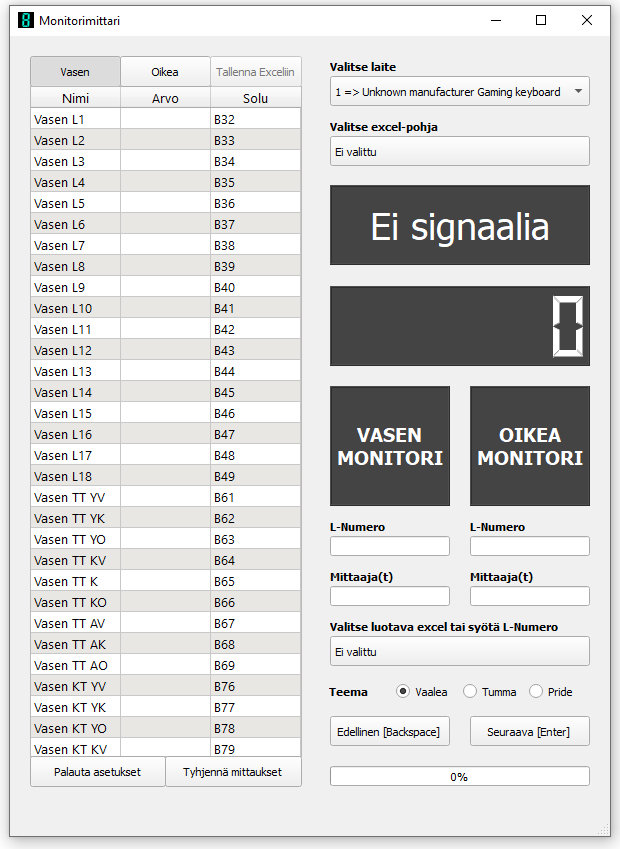 Monitorimittari
Vasen Oikea Tallenna Exceliin
Nimi Arvo Solu
Vasen L1 B32
Vasen L2 B33
Vasen L3 B34
Vasen L4 B35
Vasen L5 B36
Vasen L6 B37
Vasen L7 B38
Vasen L8 B39
Vasen L9 B40
Vasen L10 B41
Vasen L11 B42
Vasen L12 B43
Vasen L13 B44
Vasen L14 B45
Vasen L15 B46
Vasen L16 B47
Vasen L17 B48
Vasen L18 B49
Vasen TT YV B61
Vasen TT YK B62
Vasen TT YO B63
Vasen TT KV B64
Vasen TT K B65
Vasen TT KO B66
Vasen TT AV B67
Vasen TT AK B68
Vasen TT AO B69
Vasen KT YV B76
Vasen KT YK B77
Vasen KT YO B78
Vasen KT KV B79
Palauta asetukset Tyhjennä mittaukset
Valitse laite
1 => Unknown manufacturer Gaming keyboard
Valitse excel-pohja
Ei valittu
Ei signaalia
0
VASEN
MONITORI
OIKEA
MONITORI
L-Numero L-Numero
Mittaaja(t) Mittaaja(t)
Valitse luotava excel tai syötä L-Numero
Ei valittu
Teema Vaalea Tumma Pride
Edellinen [Backspace] Seuraava [Enter]
0%